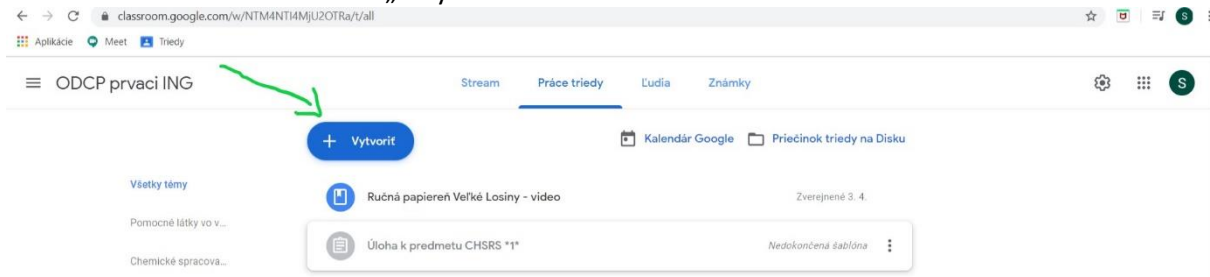 classroom.google.com/w/NTM4NTI4MjU2OTRa/t/all
Aplikácie Meet Triedy
ODCP prvaci ING Stream Práce triedy Ľudia Známky S
+ Vytvoriť Kalendár Google Priečinok triedy na Disku
Všetky témy
Ručná papiereň Veľké Losiny - video Zverejnené 3. 4.
Pomocné látky vo v...
Úloha k predmetu CHSRS *1* Nedokončená šablóna
Chemické spracova...